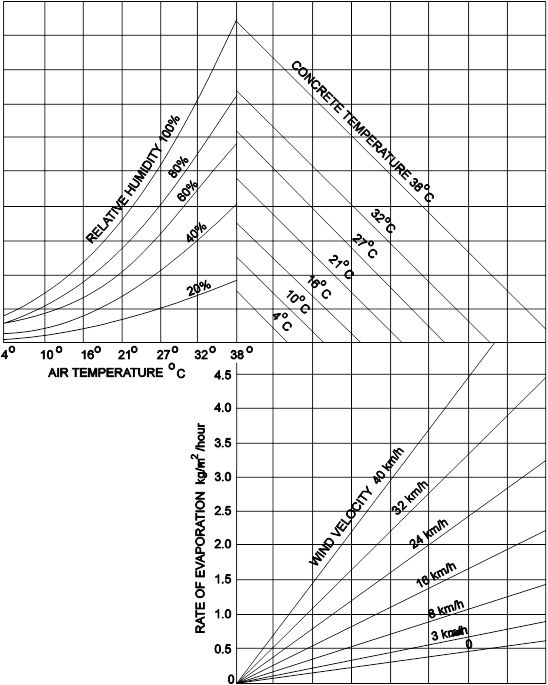 CONCRETE TEMPERATURE 38°C
RELATIVE HUMIDITY 100%
80%
60%
40%
20%
32°C
27°C
21°C
16°C
10°C
4°C
4° 10° 16° 21° 27° 32° 38°
AIR TEMPERATURE °C
RATE OF EVAPORATION kg/m²/hour
4.5
4.0
3.5
3.0
2.5
2.0
1.5
1.0
0.5
0
WIND VELOCITY 40 km/h
32 km/h
24 km/h
16 km/h
8 km/h
3 km/h
0